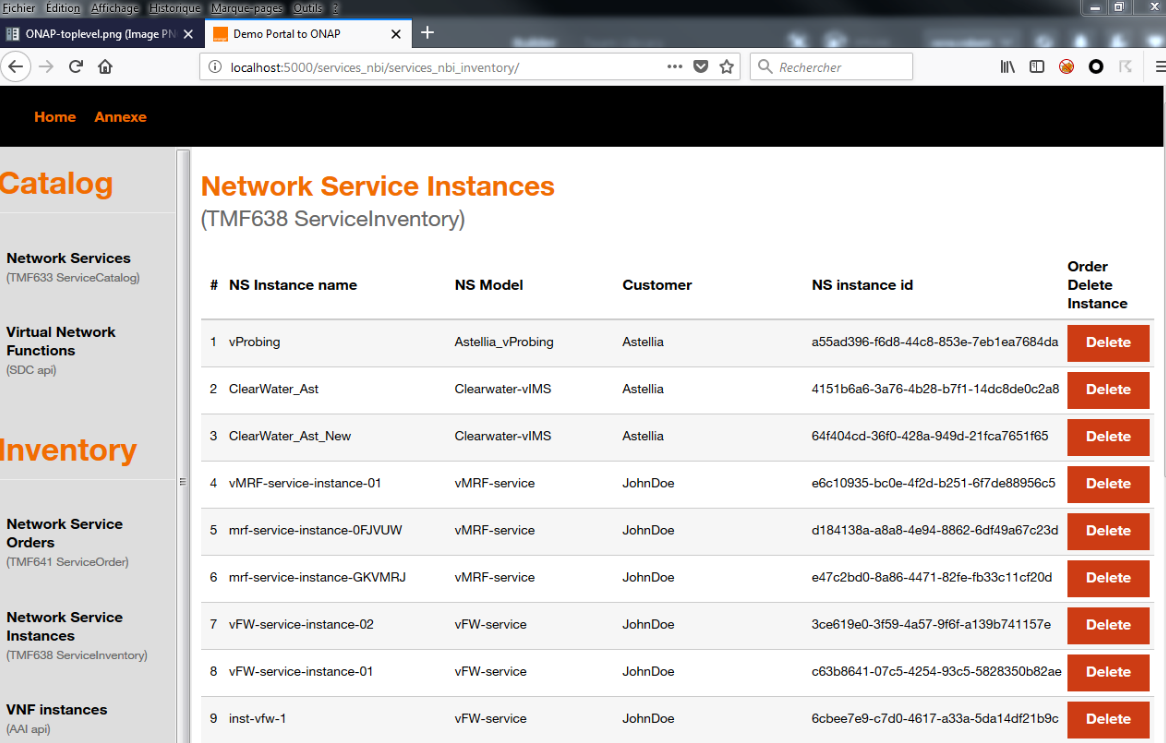 Fichier Édition Affichage Historique Marque-pages Outils ?
ONAP-toplevel.png (Image PN
Demo Portal to ONAP
localhost:5000/services_nbi/services_nbi_inventory/
Rechercher
Home Annexe
Catalog
Network Services
(TMF633 ServiceCatalog)
Virtual Network
Functions
(SDC api)
Inventory
Network Service
Orders
(TMF641 ServiceOrder)
Network Service
Instances
(TMF638 ServiceInventory)
VNF instances
(AAI api)
Network Service Instances
(TMF638 ServiceInventory)
# NS Instance name NS Model Customer NS instance id Order Delete Instance
1 vProbing Astellia_vProbing Astellia a55ad396-f6d8-44c8-853e-7eb1ea7684da Delete
2 ClearWater_Ast Clearwater-vIMS Astellia 4151b6a6-3a76-4b28-b7f1-14dc8de0c2a8 Delete
3 ClearWater_Ast_New Clearwater-vIMS Astellia 64f404cd-36f0-428a-949d-21fca7651f65 Delete
4 vMRF-service-instance-01 vMRF-service JohnDoe e6c10935-bc0e-4f2d-b251-6f7de88956c5 Delete
5 mrf-service-instance-0FJVUW vMRF-service JohnDoe d184138a-a8a8-4e94-8862-6df49a67c23d Delete
6 mrf-service-instance-GKVMRJ vMRF-service JohnDoe e47c2bd0-8a86-4471-82fe-fb33c11cf20d Delete
7 vFW-service-instance-02 vFW-service JohnDoe 3ce619e0-3f59-4a57-9f6f-a139b741157e Delete
8 vFW-service-instance-01 vFW-service JohnDoe c63b8641-07c5-4254-93c5-5828350b82ae Delete
9 inst-vfw-1 vFW-service JohnDoe 6cbee7e9-c7d0-4617-a33a-5da14df21b9c Delete